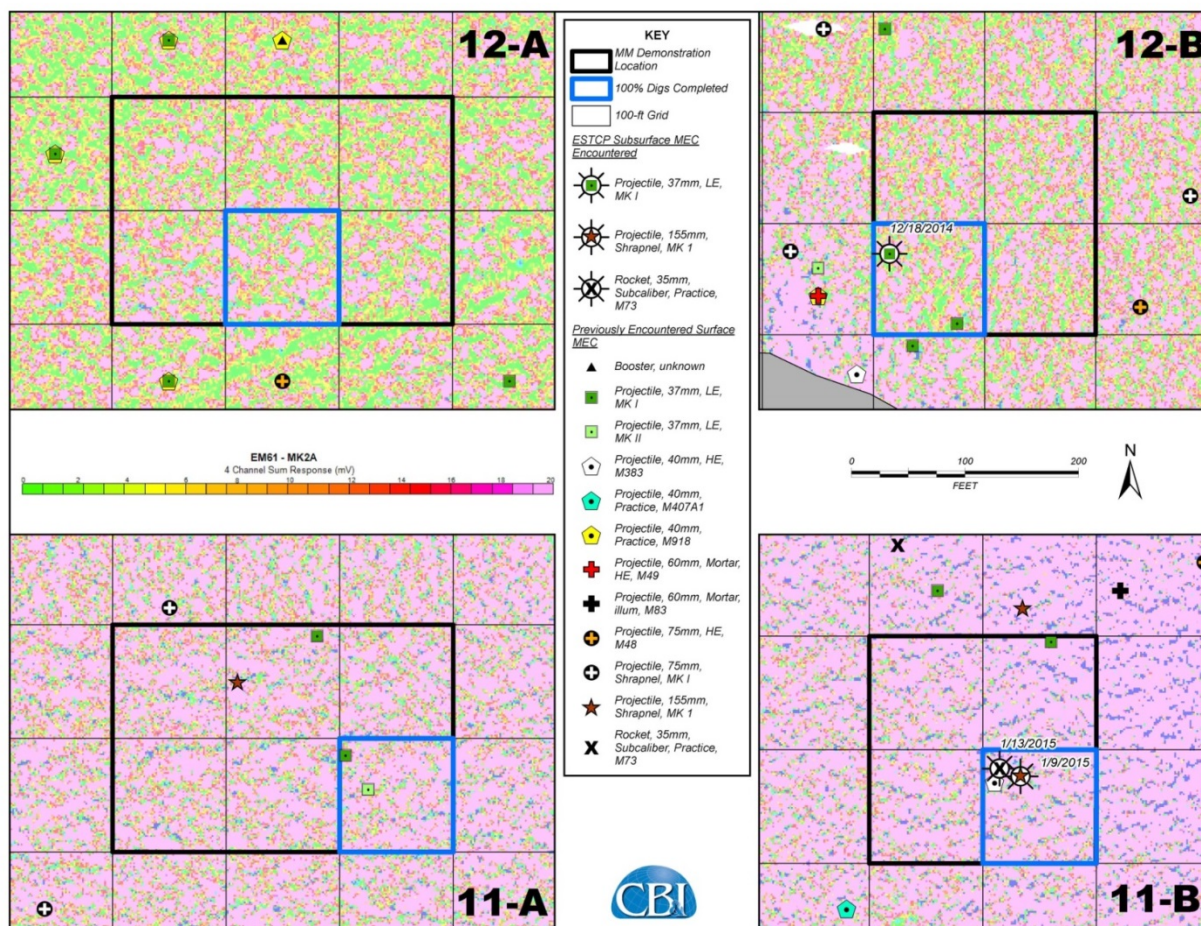 12-A
KEY
MM Demonstration
Location
100% Digs Completed
100-ft Grid
ESTCP Subsurface MEC
Encountered
Projectile, 37mm, LE,
MK I
Projectile, 155mm,
Shrapnel, MK 1
Rocket, 35mm,
Subcaliber, Practice,
M73
Previously Encountered Surface
MEC
Booster, unknown
Projectile, 37mm, LE,
MK I
Projectile, 37mm, LE,
MK II
Projectile, 40mm, HE,
M383
Projectile, 40mm,
Practice, M407A1
Projectile, 40mm,
Practice, M918
Projectile, 60mm, Mortar,
HE, M49
Projectile, 60mm, Mortar,
illum, M83
Projectile, 75mm, HE,
M48
Projectile, 75mm,
Shrapnel, MK I
Projectile, 155mm,
Shrapnel, MK 1
Rocket, 35mm,
Subcaliber, Practice,
M73
12-B
12/18/2014
EM61 - MK2A
4 Channel Sum Response (mV)
0 2 4 6 8 10 12 14 16 18 20
0 100 200
FEET
N
11-A
CB&I
1/13/2015
1/9/2015
11-B